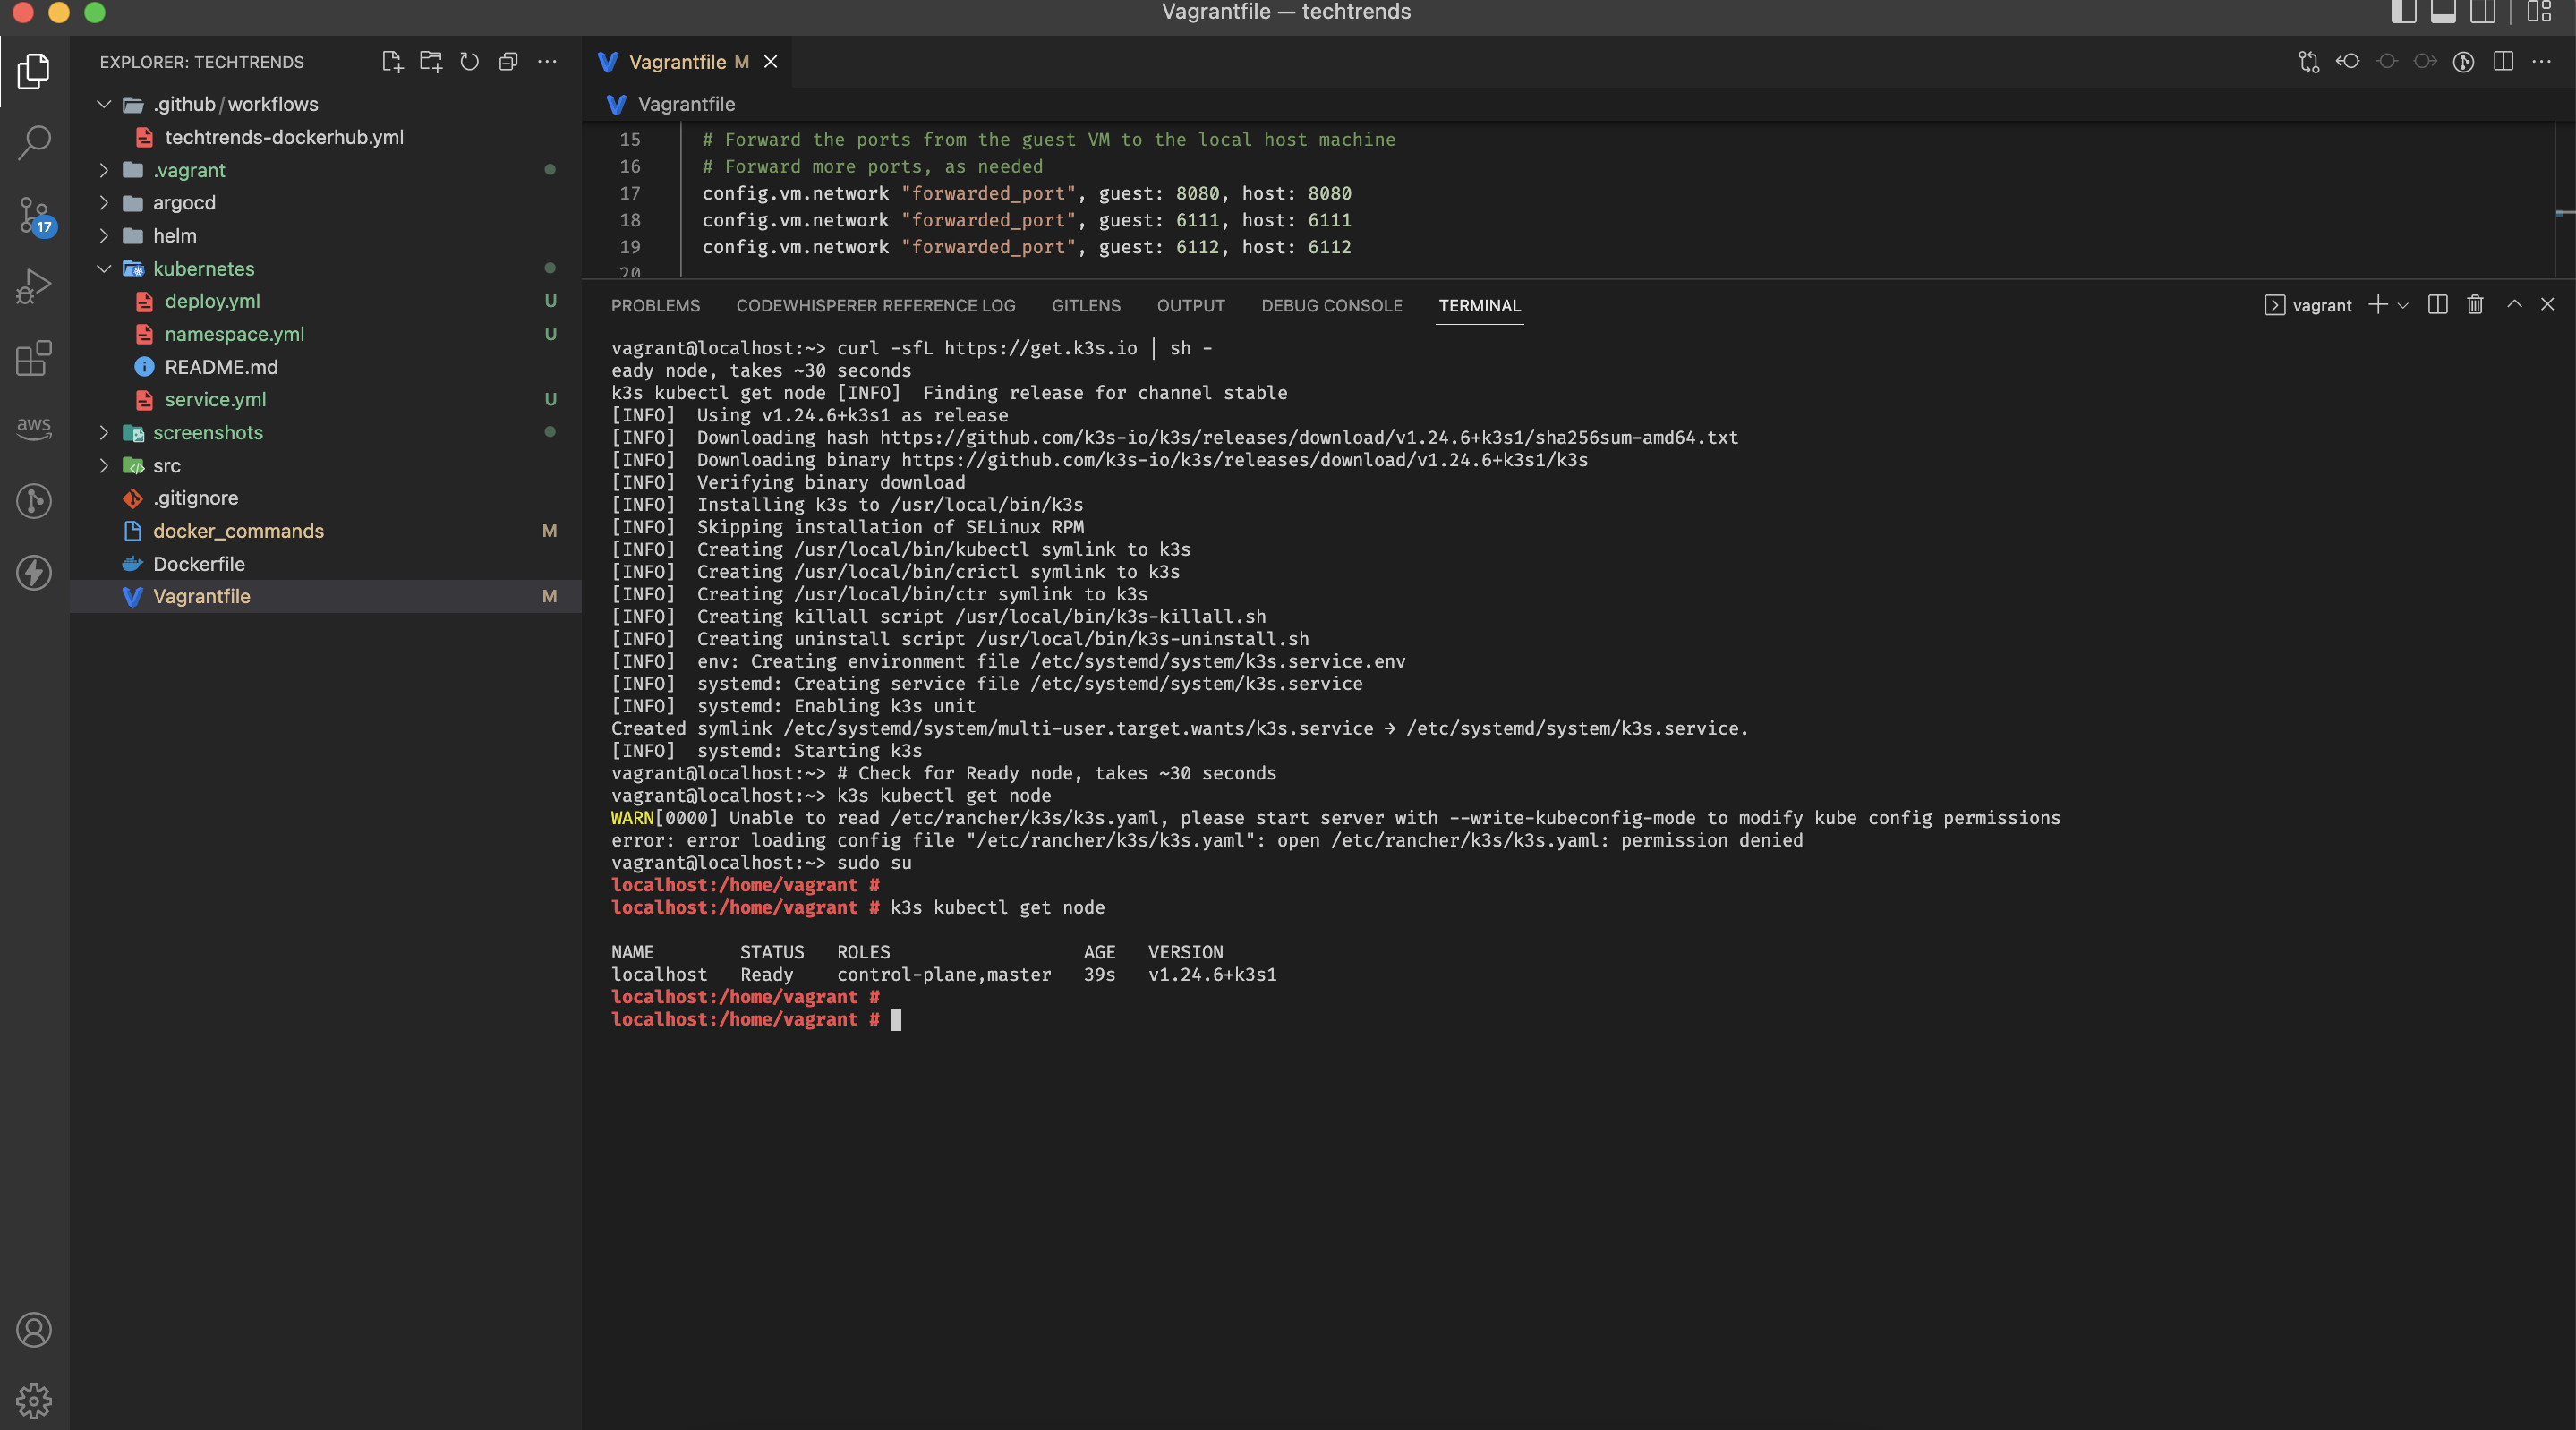 Vagrantfile — techtrends
EXPLORER: TECHTRENDS
.github/workflows
techtrends-dockerhub.yml
.vagrant
argocd
helm
kubernetes
deploy.yml U
namespace.yml U
README.md
service.yml U
screenshots
src
.gitignore
docker_commands M
Dockerfile
Vagrantfile M
17
aws
Vagrantfile M
Vagrantfile
15 # Forward the ports from the guest VM to the local host machine
16 # Forward more ports, as needed
17 config.vm.network "forwarded_port", guest: 8080, host: 8080
18 config.vm.network "forwarded_port", guest: 6111, host: 6111
19 config.vm.network "forwarded_port", guest: 6112, host: 6112
20
PROBLEMS CODEWHISPERER REFERENCE LOG GITLENS OUTPUT DEBUG CONSOLE TERMINAL vagrant
vagrant@localhost:~> curl -sfL https://get.k3s.io | sh -
eady node, takes ~30 seconds
k3s kubectl get node [INFO]  Finding release for channel stable
[INFO]  Using v1.24.6+k3s1 as release
[INFO]  Downloading hash https://github.com/k3s-io/k3s/releases/download/v1.24.6+k3s1/sha256sum-amd64.txt
[INFO]  Downloading binary https://github.com/k3s-io/k3s/releases/download/v1.24.6+k3s1/k3s
[INFO]  Verifying binary download
[INFO]  Installing k3s to /usr/local/bin/k3s
[INFO]  Skipping installation of SELinux RPM
[INFO]  Creating /usr/local/bin/kubectl symlink to k3s
[INFO]  Creating /usr/local/bin/crictl symlink to k3s
[INFO]  Creating /usr/local/bin/ctr symlink to k3s
[INFO]  Creating killall script /usr/local/bin/k3s-killall.sh
[INFO]  Creating uninstall script /usr/local/bin/k3s-uninstall.sh
[INFO]  env: Creating environment file /etc/systemd/system/k3s.service.env
[INFO]  systemd: Creating service file /etc/systemd/system/k3s.service
[INFO]  systemd: Enabling k3s unit
Created symlink /etc/systemd/system/multi-user.target.wants/k3s.service → /etc/systemd/system/k3s.service.
[INFO]  systemd: Starting k3s
vagrant@localhost:~> # Check for Ready node, takes ~30 seconds
vagrant@localhost:~> k3s kubectl get node
WARN[0000] Unable to read /etc/rancher/k3s/k3s.yaml, please start server with --write-kubeconfig-mode to modify kube config permissions
error: error loading config file "/etc/rancher/k3s/k3s.yaml": open /etc/rancher/k3s/k3s.yaml: permission denied
vagrant@localhost:~> sudo su
localhost:/home/vagrant #
localhost:/home/vagrant # k3s kubectl get node
NAME        STATUS   ROLES                  AGE   VERSION
localhost   Ready    control-plane,master   39s   v1.24.6+k3s1
localhost:/home/vagrant #
localhost:/home/vagrant #